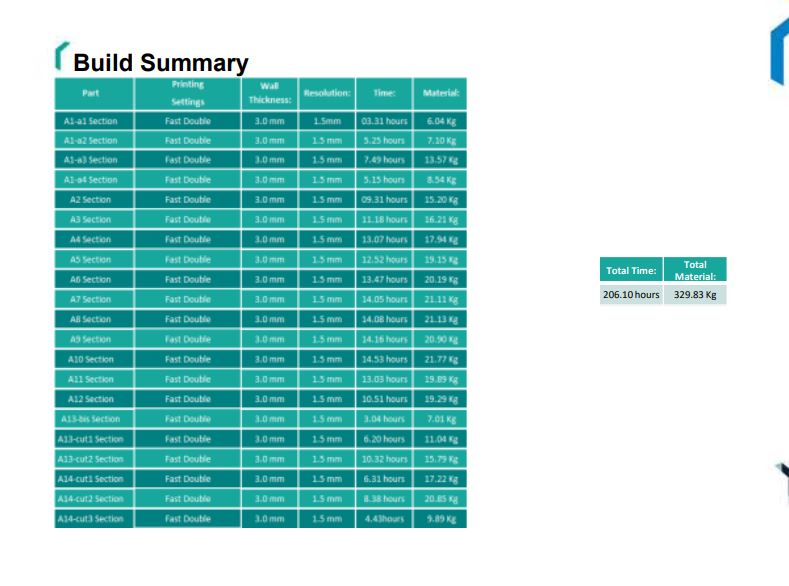 Build Summary
Part Printing Settings Wall Thickness: Resolution: Time: Material:
A1-a1 Section Fast Double 3.0 mm 1.5mm 03.31 hours 6.04 Kg
A1-a2 Section Fast Double 3.0 mm 1.5 mm 5.25 hours 7.10 Kg
A1-a3 Section Fast Double 3.0 mm 1.5 mm 7.49 hours 13.57 Kg
A1-a4 Section Fast Double 3.0 mm 1.5 mm 5.15 hours 8.54 Kg
A2 Section Fast Double 3.0 mm 1.5 mm 09.31 hours 15.20 Kg
A3 Section Fast Double 3.0 mm 1.5 mm 11.18 hours 16.21 Kg
A4 Section Fast Double 3.0 mm 1.5 mm 13.07 hours 17.94 Kg
A5 Section Fast Double 3.0 mm 1.5 mm 12.52 hours 19.15 Kg
A6 Section Fast Double 3.0 mm 1.5 mm 13.47 hours 20.19 Kg
A7 Section Fast Double 3.0 mm 1.5 mm 14.05 hours 21.11 Kg
A8 Section Fast Double 3.0 mm 1.5 mm 14.08 hours 21.13 Kg
A9 Section Fast Double 3.0 mm 1.5 mm 14.16 hours 20.90 Kg
A10 Section Fast Double 3.0 mm 1.5 mm 14.53 hours 21.77 Kg
A11 Section Fast Double 3.0 mm 1.5 mm 13.03 hours 19.89 Kg
A12 Section Fast Double 3.0 mm 1.5 mm 10.51 hours 19.29 Kg
A13-bis Section Fast Double 3.0 mm 1.5 mm 3.04 hours 7.01 Kg
A13-cut1 Section Fast Double 3.0 mm 1.5 mm 6.20 hours 11.04 Kg
A13-cut2 Section Fast Double 3.0 mm 1.5 mm 10.32 hours 15.79 Kg
A14-cut1 Section Fast Double 3.0 mm 1.5 mm 6.31 hours 17.22 Kg
A14-cut2 Section Fast Double 3.0 mm 1.5 mm 8.38 hours 20.85 Kg
A14-cut3 Section Fast Double 3.0 mm 1.5 mm 4.43hours 9.89 Kg
Total Time: Total Material:
206.10 hours 329.83 Kg